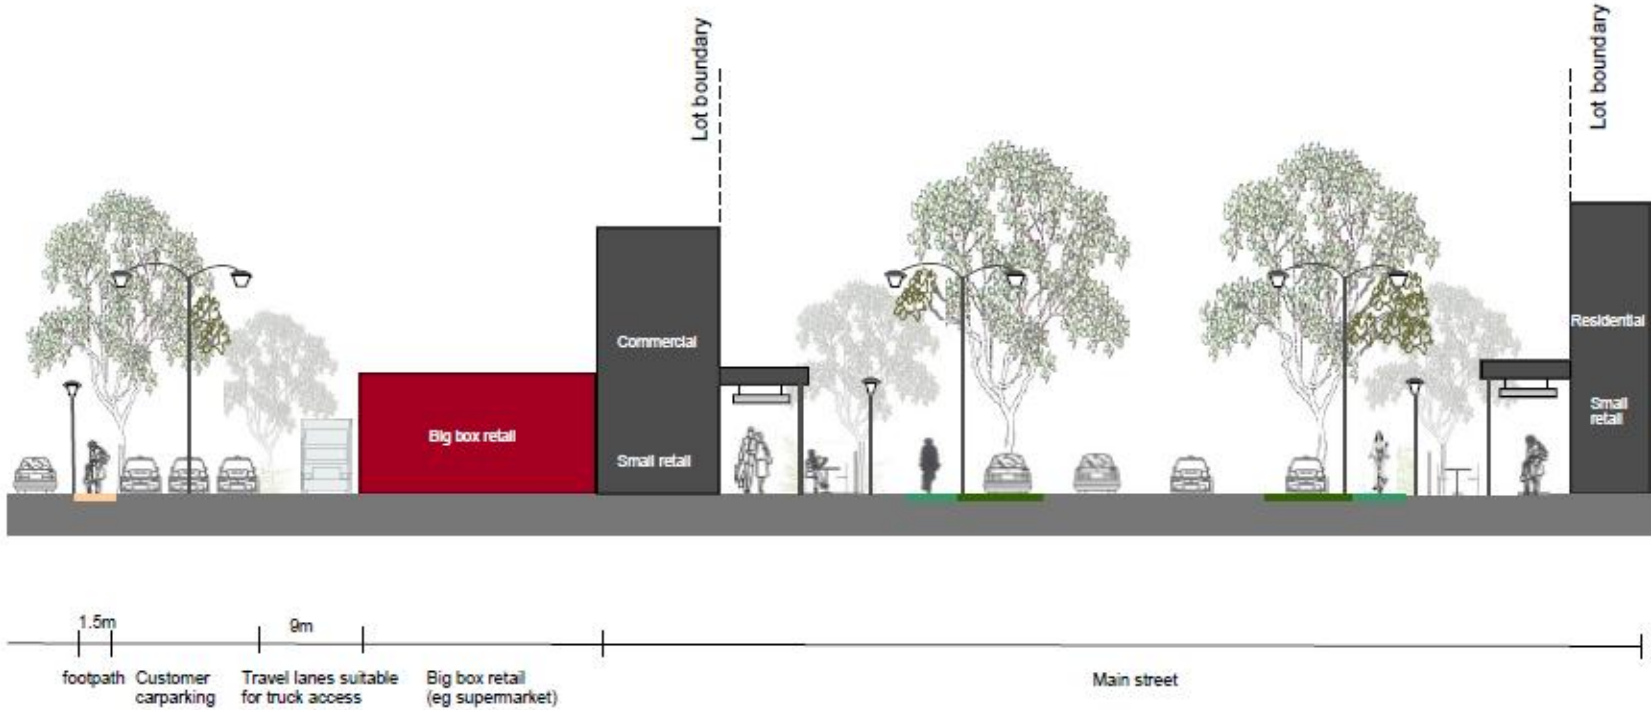 Lot boundary
Lot boundary
Commercial
Residential
Small
retail
Big box retail
Small retail
1.5m
9m
footpath
Customer
carparking
Travel lanes suitable
for truck access
Big box retail
(eg supermarket)
Main street